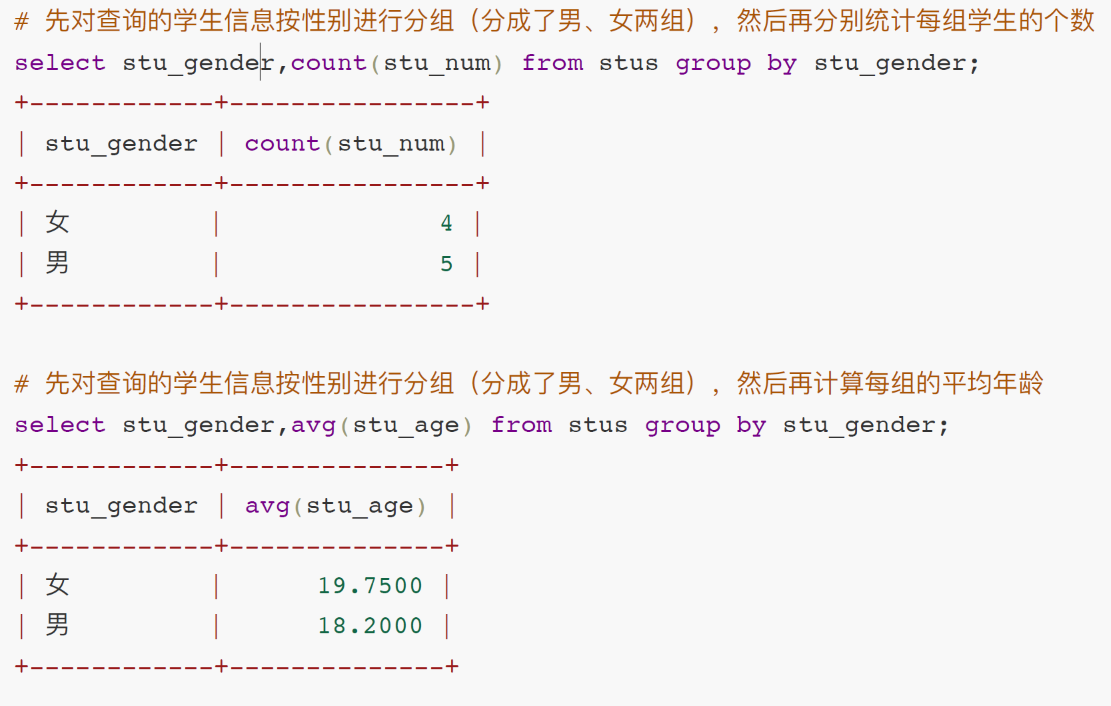 # 先对查询的学生信息按性别进行分组（分成了男、女两组），然后再分别统计每组学生的个数
select stu_gender,count(stu_num) from stus group by stu_gender;
+------------+----------------+
| stu_gender | count(stu_num) |
+------------+----------------+
| 女         |              4 |
| 男         |              5 |
+------------+----------------+
# 先对查询的学生信息按性别进行分组（分成了男、女两组），然后再计算每组的平均年龄
select stu_gender,avg(stu_age) from stus group by stu_gender;
+------------+--------------+
| stu_gender | avg(stu_age) |
+------------+--------------+
| 女         |      19.7500 |
| 男         |      18.2000 |
+------------+--------------+